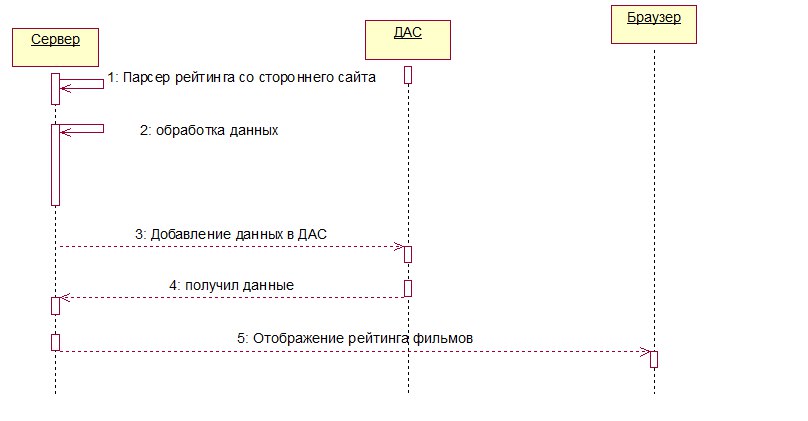 Сервер
ДАС
Браузер
1: Парсер рейтинга со стороннего сайта
2: обработка данных
3: Добавление данных в ДАС
4: получил данные
5: Отображение рейтинга фильмов